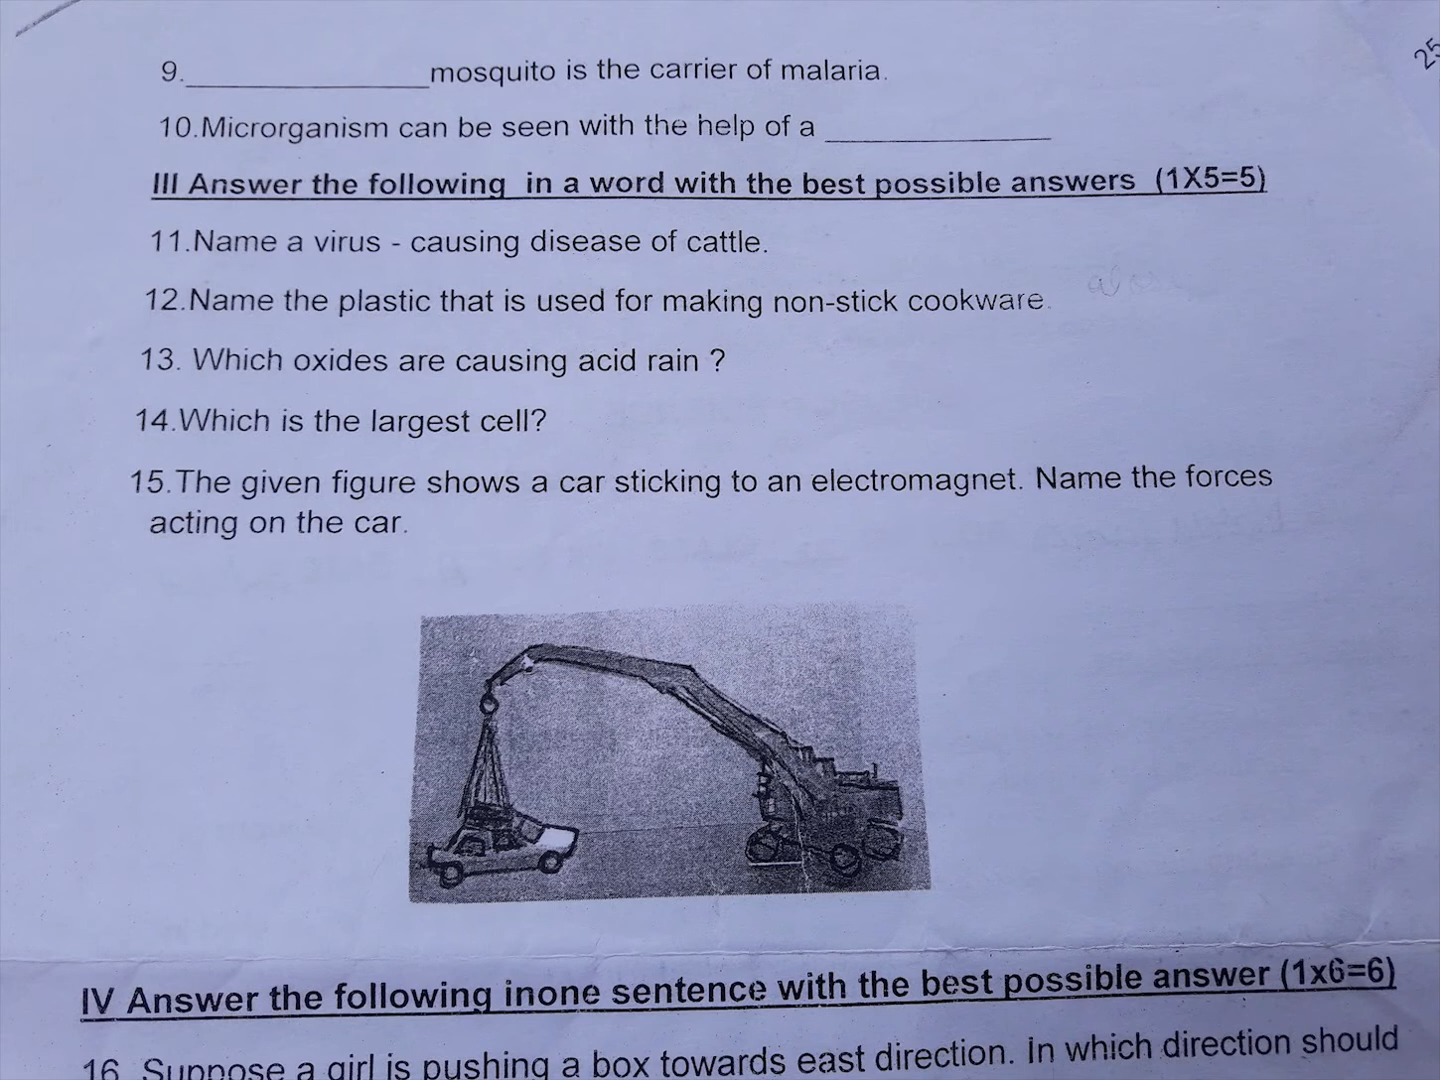 25
9._______________mosquito is the carrier of malaria.
10.Microrganism can be seen with the help of a ______________
III Answer the following in a word with the best possible answers (1X5=5)
11.Name a virus - causing disease of cattle.
12.Name the plastic that is used for making non-stick cookware.
13. Which oxides are causing acid rain ?
14.Which is the largest cell?
15.The given figure shows a car sticking to an electromagnet. Name the forces
acting on the car.
IV Answer the following inone sentence with the best possible answer (1x6=6)
16. Suppose a girl is pushing a box towards east direction. In which direction should